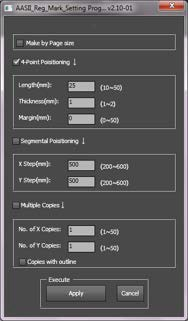 AASII_Reg_Mark_Setting Prog... v2.10-01
Make by Page size
4-Point Positioning ↓
Length(mm): 25 (10~50)
Thickness(mm): 1 (1~2)
Margin(mm): 0 (0~50)
Segmental Poisitioning ↓
X Step(mm): 500 (200~600)
Y Step(mm): 500 (200~600)
Multiple Copies ↓
No. of X Copies: 1 (1~50)
No. of Y Copies: 1 (1~50)
Copies with outline
Execute
Apply Cancel